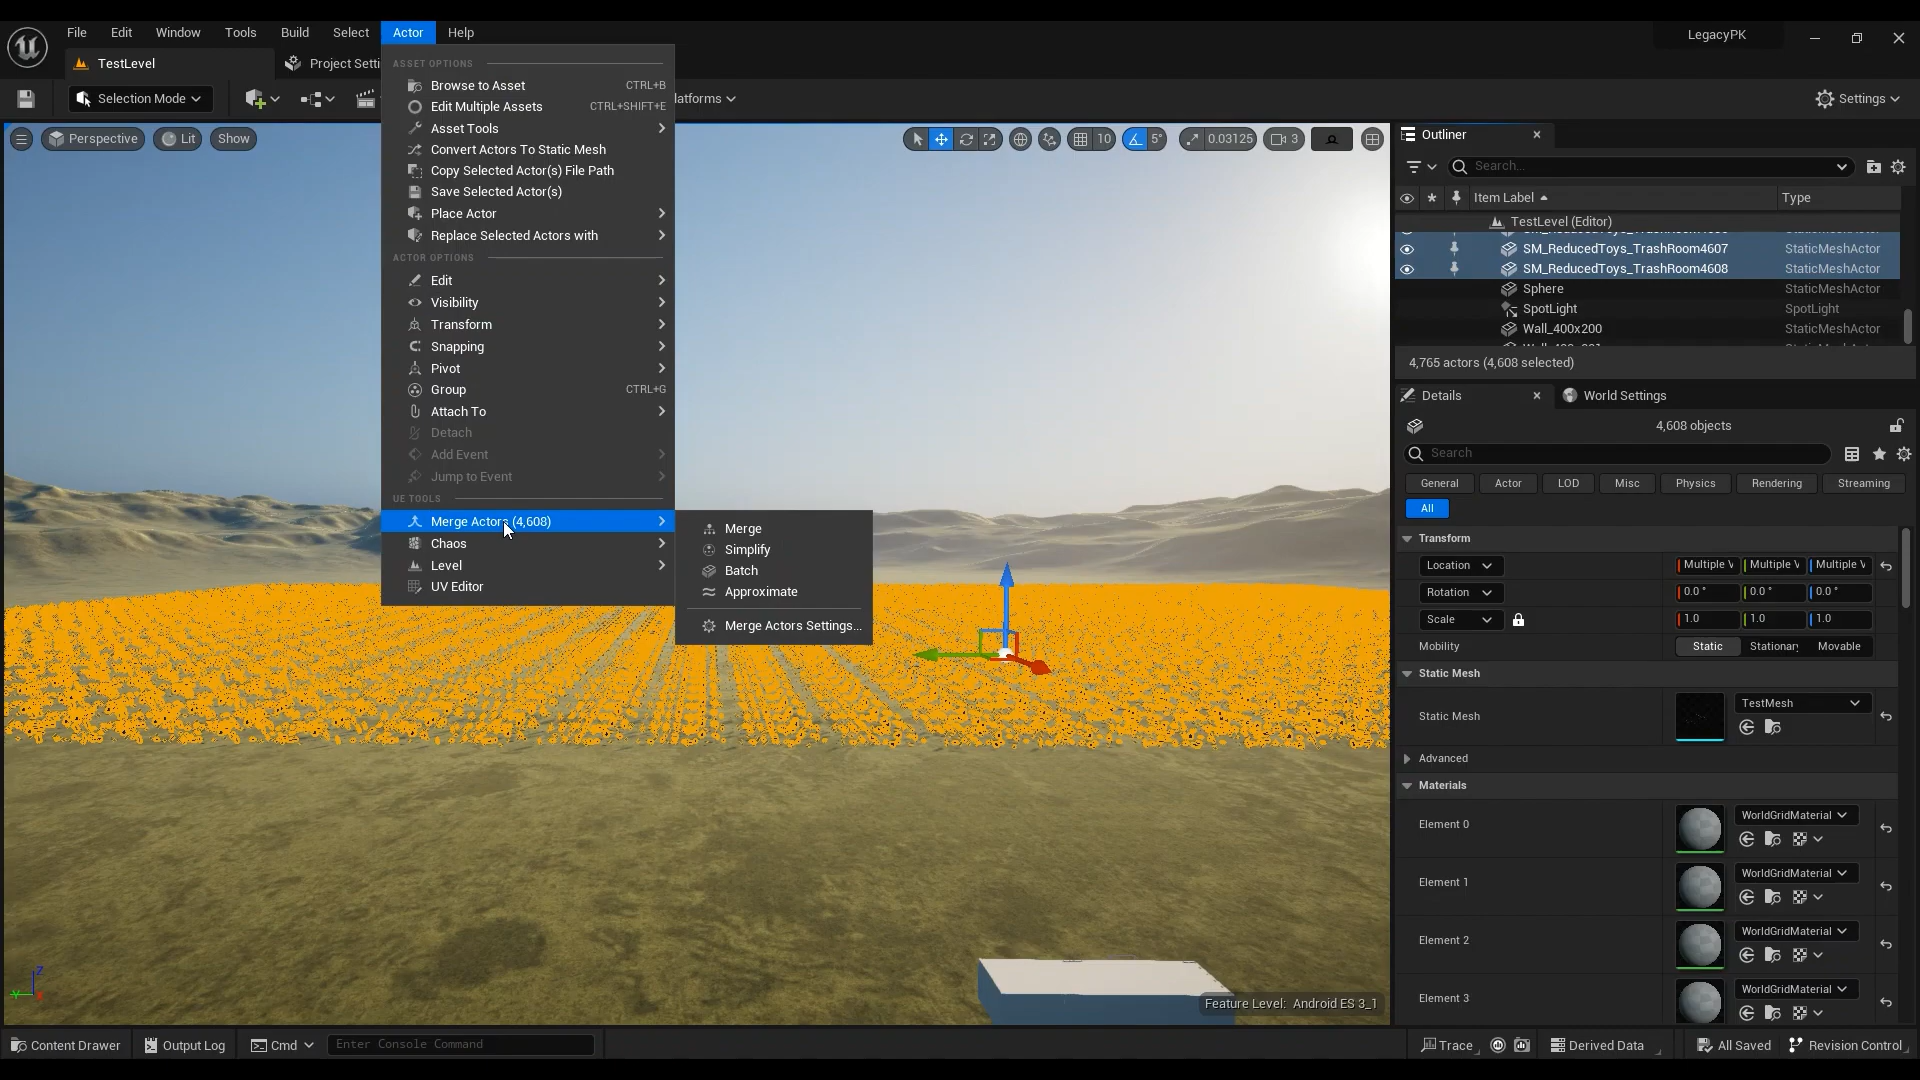 File Edit Window Tools Build Select Actor Help
LegacyPK
TestLevel
Project Setti
Selection Mode
latforms
Settings
Perspective
Lit
Show
10
5°
0.03125
3
ASSET OPTIONS
Browse to Asset CTRL+B
Edit Multiple Assets CTRL+SHIFT+E
Asset Tools
Convert Actors To Static Mesh
Copy Selected Actor(s) File Path
Save Selected Actor(s)
Place Actor
Replace Selected Actors with
ACTOR OPTIONS
Edit
Visibility
Transform
Snapping
Pivot
Group CTRL+G
Attach To
Detach
Add Event
Jump to Event
UE TOOLS
Merge Actors (4,608)
Chaos
Level
UV Editor
Merge
Simplify
Batch
Approximate
Merge Actors Settings...
Feature Level: Android ES 3_1
Outliner
Search...
Item Label Type
TestLevel (Editor)
SM_ReducedToys_TrashRoom4607 StaticMeshActor
SM_ReducedToys_TrashRoom4608 StaticMeshActor
Sphere StaticMeshActor
SpotLight SpotLight
Wall_400x200 StaticMeshActor
4,765 actors (4,608 selected)
Details
World Settings
4,608 objects
Search
General Actor LOD Misc Physics Rendering Streaming
All
Transform
Location Multiple V Multiple V Multiple V
Rotation 0.0 ° 0.0 ° 0.0 °
Scale 1.0 1.0 1.0
Mobility Static Stationary Movable
Static Mesh
Static Mesh TestMesh
Advanced
Materials
Element 0 WorldGridMaterial
Element 1 WorldGridMaterial
Element 2 WorldGridMaterial
Element 3 WorldGridMaterial
Content Drawer
Output Log
Cmd
Enter Console Command
Trace
Derived Data
All Saved
Revision Control